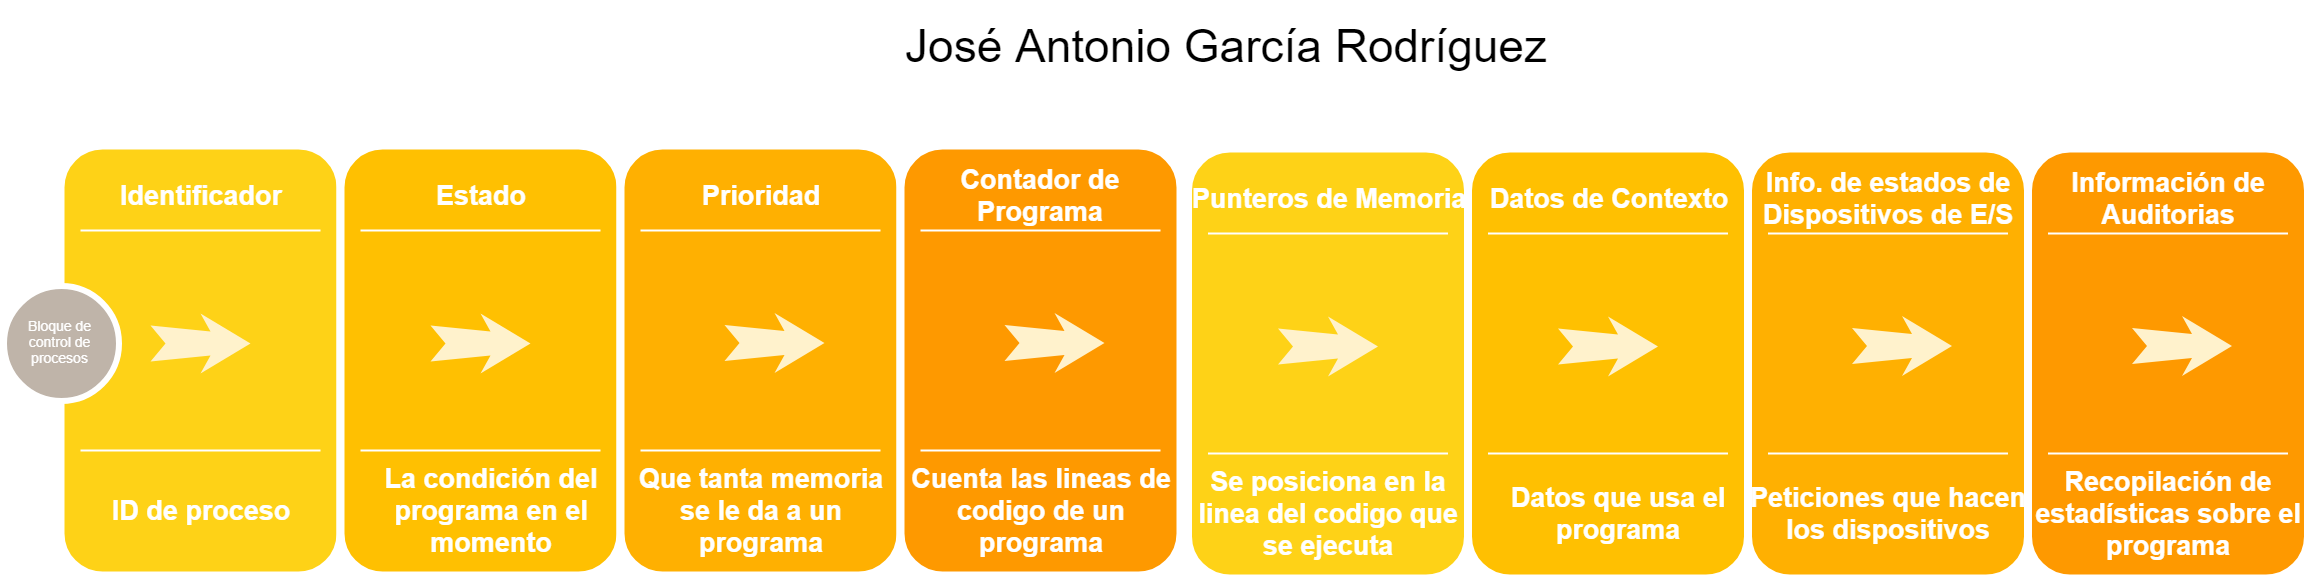 José Antonio García Rodríguez
Bloque de
control de
procesos
Identificador
ID de proceso
Estado
La condición del
programa en el
momento
Prioridad
Que tanta memoria
se le da a un
programa
Contador de
Programa
Cuenta las lineas de
codigo de un
programa
Punteros de Memoria
Se posiciona en la
linea del codigo que
se ejecuta
Datos de Contexto
Datos que usa el
programa
Info. de estados de
Dispositivos de E/S
Peticiones que hacen
los dispositivos
Información de
Auditorias
Recopilación de
estadísticas sobre el
programa